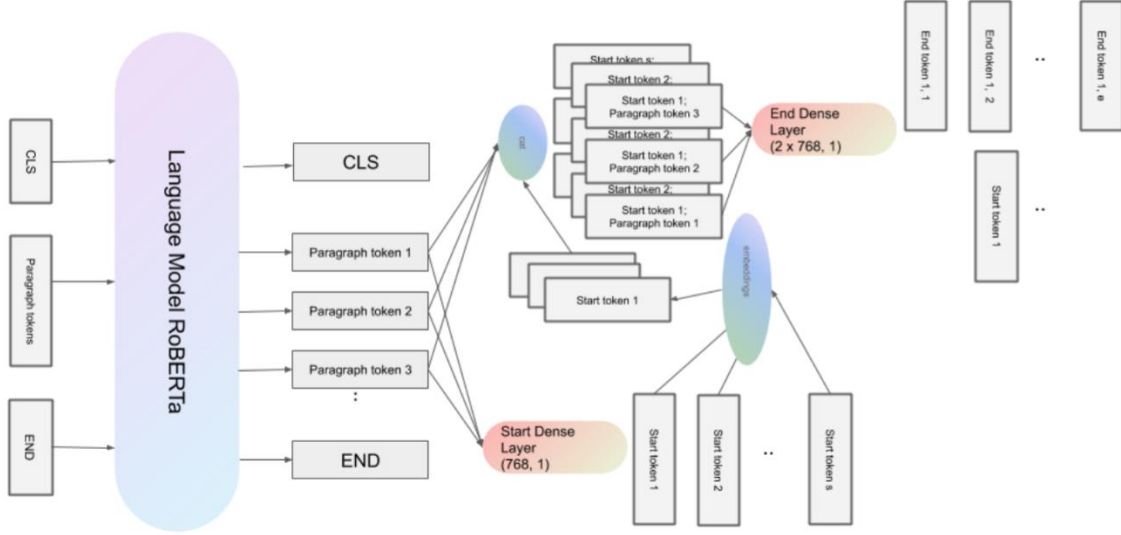 CLS
Paragraph tokens
END
Language Model RoBERTa
CLS
Paragraph token 1
Paragraph token 2
Paragraph token 3
:
END
cat
Start token s;
Start token 2;
Start token 1;
Paragraph token 3
Start token 2;
Start token 1;
Paragraph token 2
Start token 2;
Start token 1;
Paragraph token 1
Start token 1
embeddings
Start Dense
Layer
(768, 1)
Start token 1
Start token 2
..
Start token s
End Dense
Layer
(2 x 768, 1)
End token 1, 1
End token 1, 2
..
End token 1, e
Start token 1
..